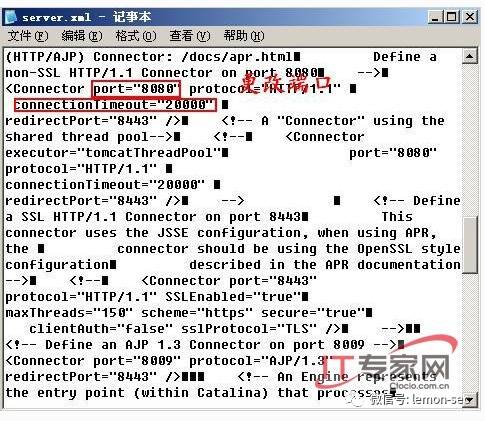 server.xml - 记事本
文件(F) 编辑(E) 格式(O) 查看(V) 帮助(H)
(HTTP/AJP) Connector: /docs/apr.html■ Define a
non-SSL HTTP/1.1 Connector on port 8080■ -->■
<Connector port="8080" protocol="HTTP/1.1" ■
更改端口
connectionTimeout="20000" ■
redirectPort="8443" />■ <!-- A "Connector" using the
shared thread pool-->■ <!--■ <Connector
executor="tomcatThreadPool"■ port="8080"
protocol="HTTP/1.1" ■
connectionTimeout="20000" ■
redirectPort="8443" />■ --> ■ <!-- Define
a SSL HTTP/1.1 Connector on port 8443■ This
connector uses the JSSE configuration, when using APR,
the ■ connector should be using the OpenSSL style
configuration■ described in the APR documentation
-->■ <!--■ <Connector port="8443"
protocol="HTTP/1.1" SSLEnabled="true"■
maxThreads="150" scheme="https" secure="true"■
clientAuth="false" sslProtocol="TLS" />■ -->■■
<!-- Define an AJP 1.3 Connector on port 8009 -->■
<Connector port="8009" protocol="AJP/1.3"
redirectPort="8443" />■■■ <!-- An Engine represents
the entry point (within Catalina) that processes
IT专家网
Ctocio.com.cn
微信号: lemon-sec